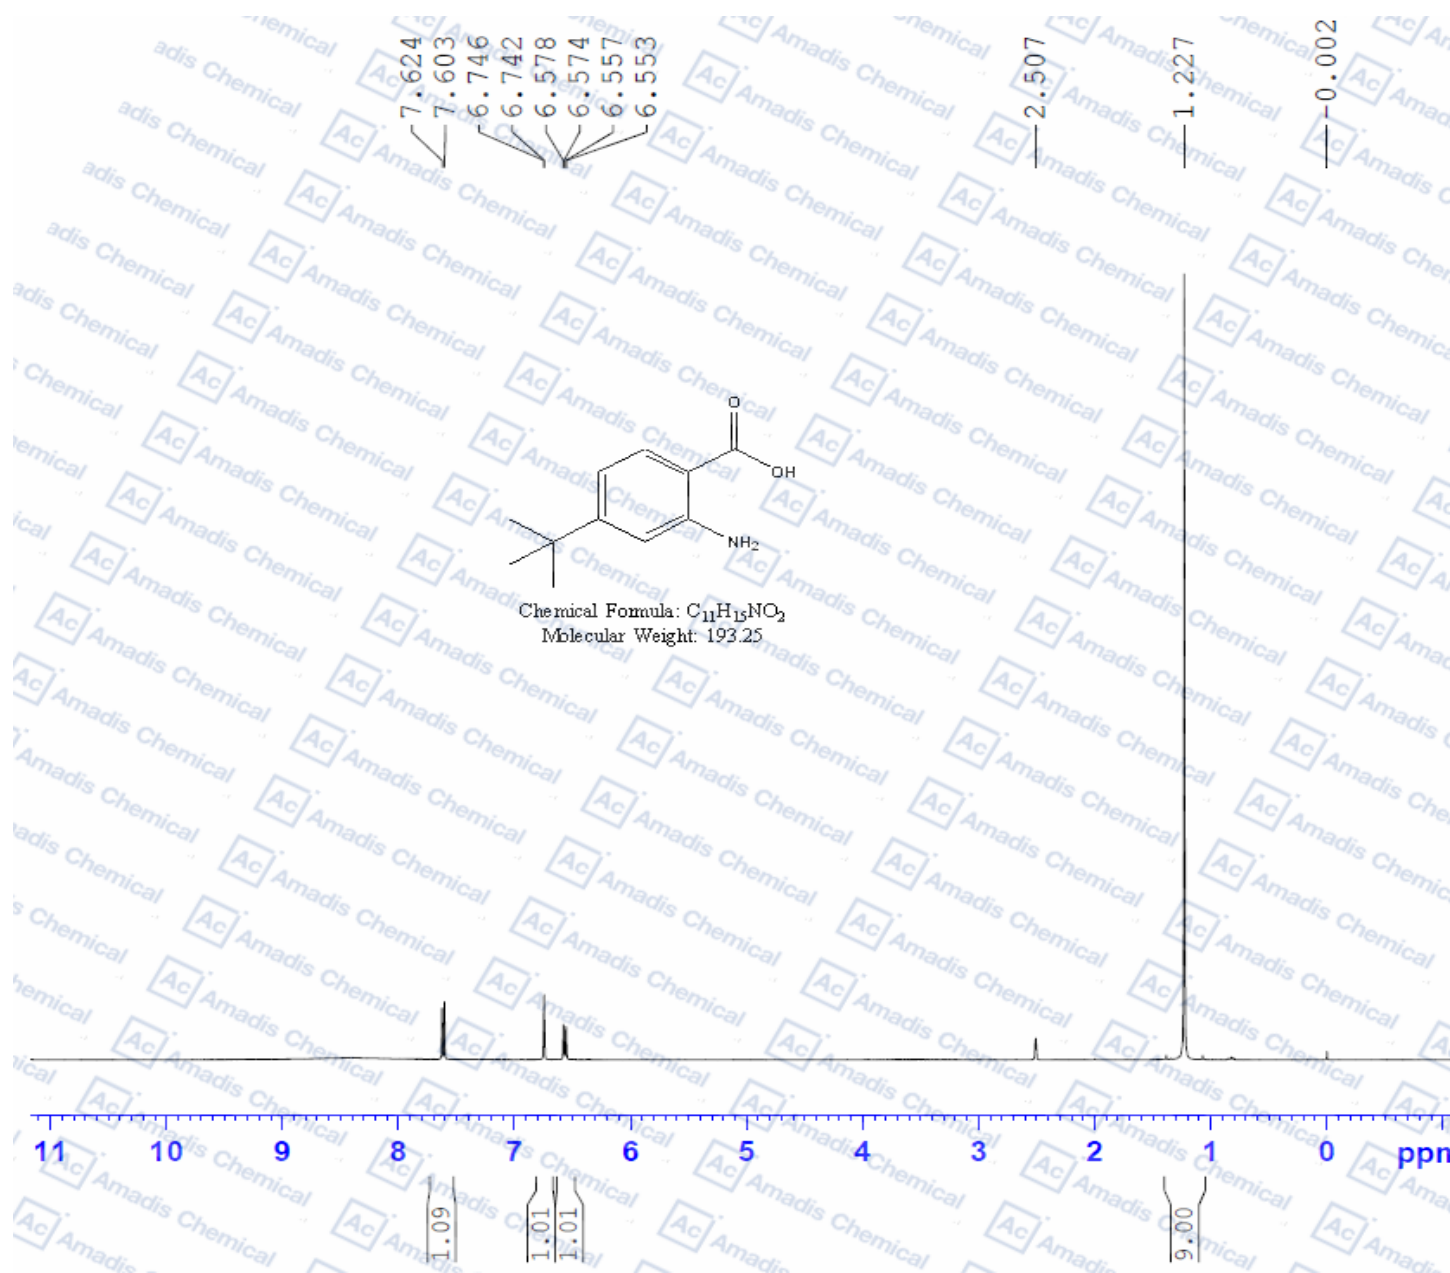 7.624
7.603
6.746
6.742
6.578
6.574
6.557
6.553
2.507
1.227
-0.002
O
OH
NH₂
Chemical Formula: C₁₁H₁₅NO₂
Molecular Weight: 193.25
11 10 9 8 7 6 5 4 3 2 1 0 ppm
1.09
1.01
1.01
9.00
Ac Amadis Chemical